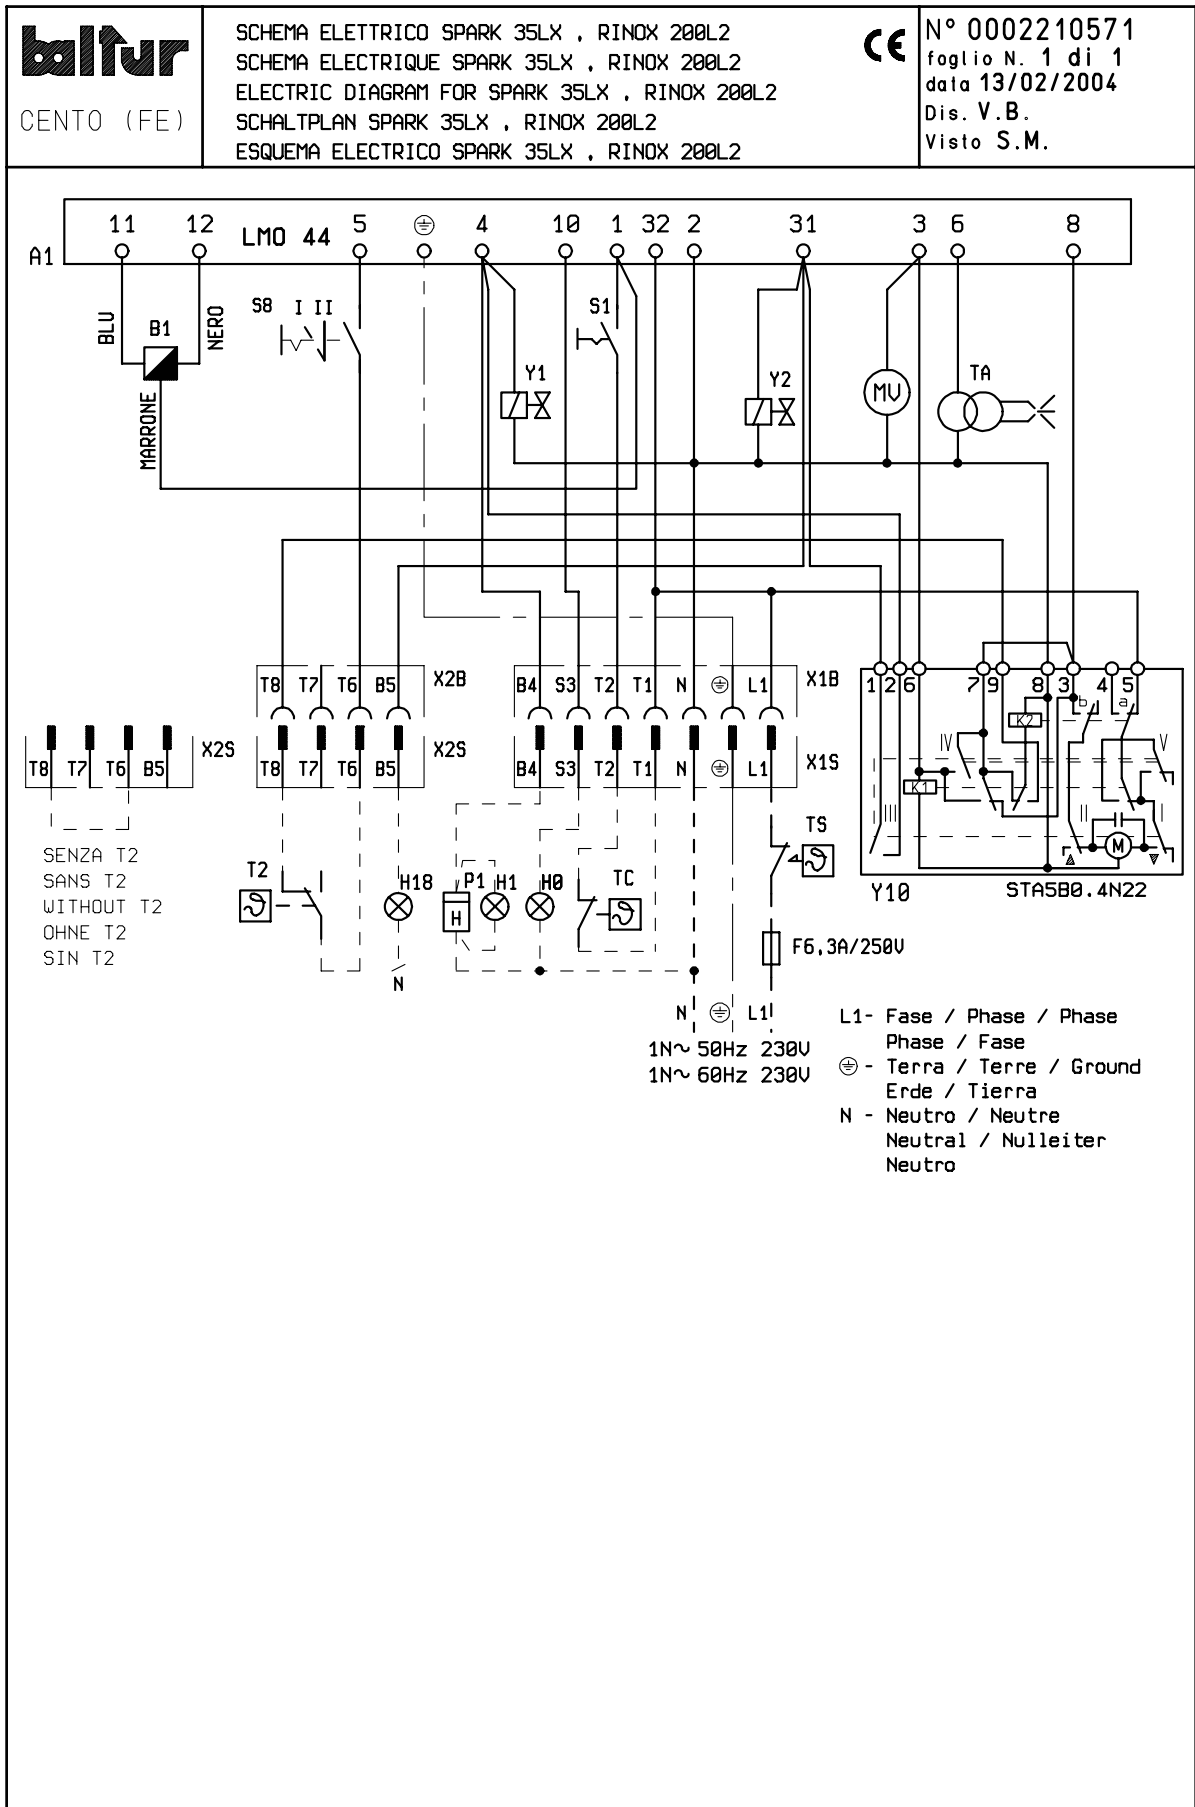 baltur
CENTO (FE)
SCHEMA ELETTRICO SPARK 35LX , RINOX 200L2
SCHEMA ELECTRIQUE SPARK 35LX , RINOX 200L2
ELECTRIC DIAGRAM FOR SPARK 35LX , RINOX 200L2
SCHALTPLAN SPARK 35LX , RINOX 200L2
ESQUEMA ELECTRICO SPARK 35LX , RINOX 200L2
CE
N° 0002210571
foglio N. 1 di 1
data 13/02/2004
Dis. V.B.
Visto S.M.
A1
11 12 LMO 44 5 4 10 1 32 2 31 3 6 8
BLU
B1
NERO
MARRONE
S8 I II
S1
Y1
Y2
MV
TA
T8 T7 T6 B5 X2B
B4 S3 T2 T1 N L1 X1B
1 2 6 7 9 8 3 4 5
b a
K2
IV V
K1
III II I
M
T8 T7 T6 B5 X2S
T8 T7 T6 B5 X2S
B4 S3 T2 T1 N L1 X1S
SENZA T2
SANS T2
WITHOUT T2
OHNE T2
SIN T2
T2
H18
N
P1 H1 H0
H
TC
TS
F6,3A/250V
Y10
STA5B0.4N22
N L1
1N~ 50Hz 230V
1N~ 60Hz 230V
L1- Fase / Phase / Phase
Phase / Fase
- Terra / Terre / Ground
Erde / Tierra
N - Neutro / Neutre
Neutral / Nulleiter
Neutro